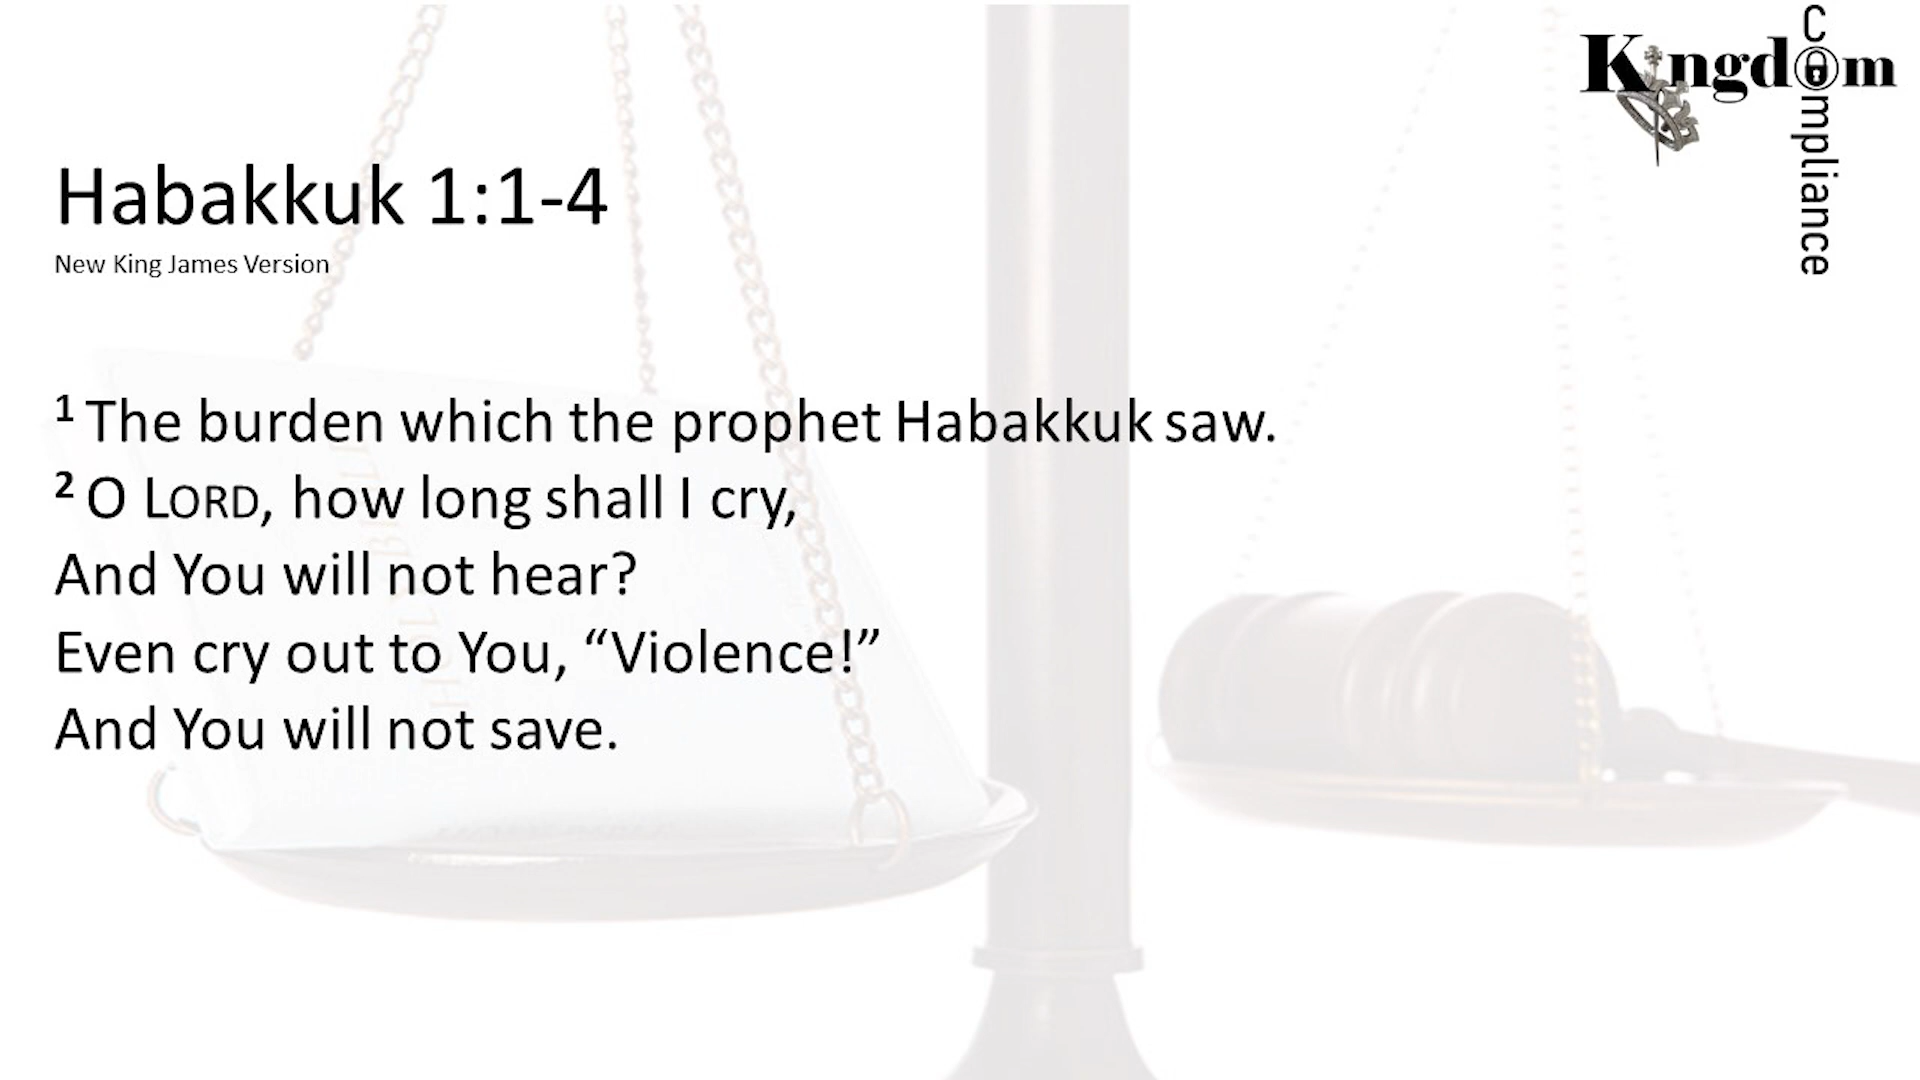 Kingdom
Compliance
Habakkuk 1:1-4
New King James Version
1 The burden which the prophet Habakkuk saw.
2 O LORD, how long shall I cry,
And You will not hear?
Even cry out to You, “Violence!”
And You will not save.